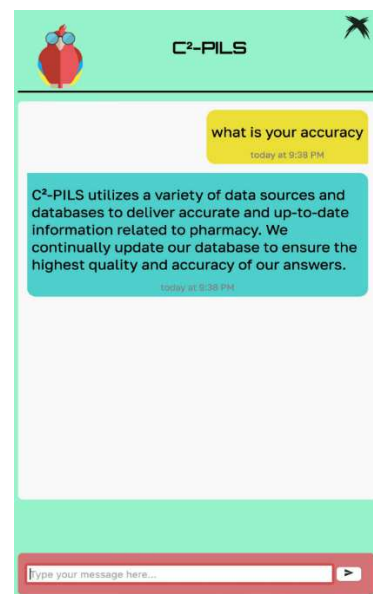 C²-PILS
what is your accuracy
today at 9:38 PM
C²-PILS utilizes a variety of data sources and
databases to deliver accurate and up-to-date
information related to pharmacy. We
continually update our database to ensure the
highest quality and accuracy of our answers.
today at 9:38 PM
Type your message here...